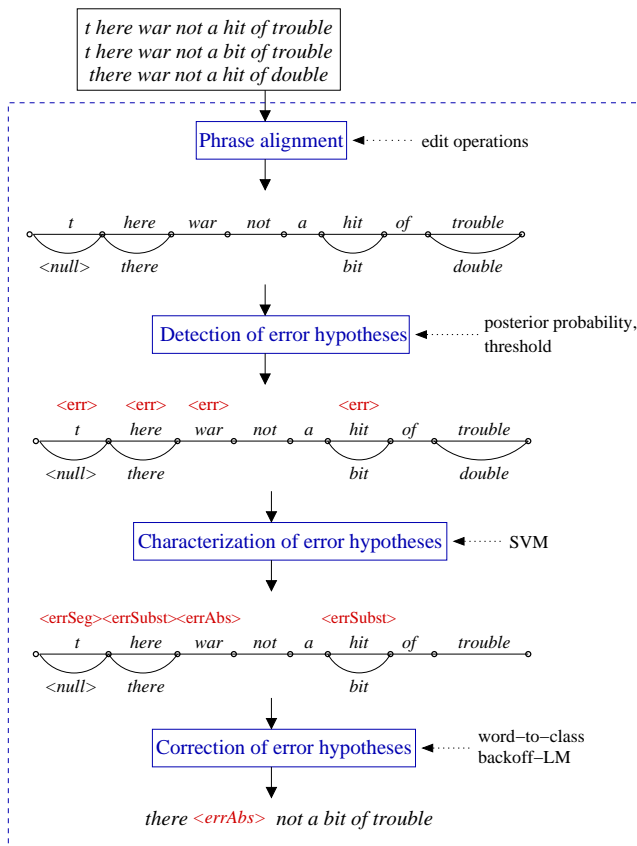 t here war not a hit of trouble
t here war not a bit of trouble
there war not a hit of double
Phrase alignment
edit operations
t here war not a hit of trouble
<null> there bit double
Detection of error hypotheses
posterior probability,
threshold
<err> <err> <err> <err>
t here war not a hit of trouble
<null> there bit double
Characterization of error hypotheses
SVM
<errSeg> <errSubst> <errAbs> <errSubst>
t here war not a hit of trouble
<null> there bit
Correction of error hypotheses
word−to−class
backoff−LM
there <errAbs> not a bit of trouble